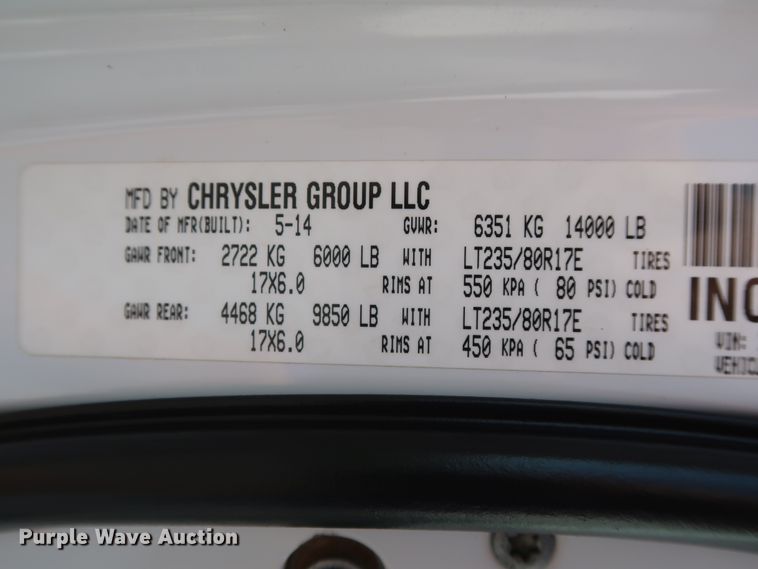 MFD BY CHRYSLER GROUP LLC
DATE OF MFR(BUILT): 5-14 GVWR: 6351 KG 14000 LB
GAWR FRONT: 2722 KG 6000 LB WITH LT235/80R17E TIRES
17X6.0 RIMS AT 550 KPA ( 80 PSI) COLD
GAWR REAR: 4468 KG 9850 LB WITH LT235/80R17E TIRES
17X6.0 RIMS AT 450 KPA ( 65 PSI) COLD
INC
VIN:
Purple Wave Auction